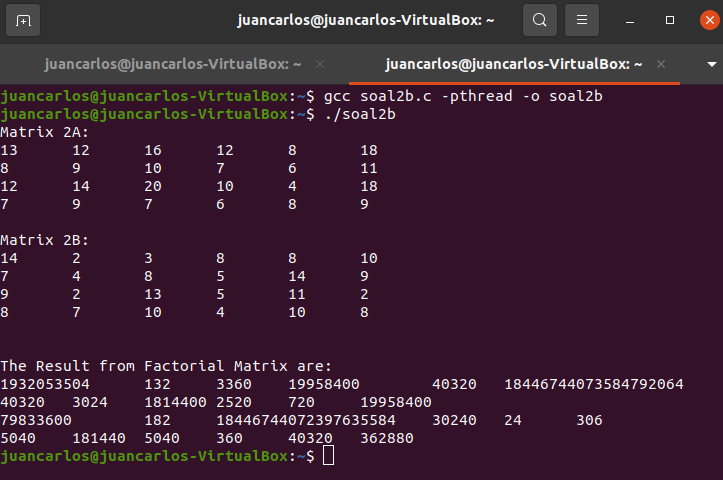 juancarlos@juancarlos-VirtualBox: ~
juancarlos@juancarlos-VirtualBox: ~ × juancarlos@juancarlos-VirtualBox: ~ ×
juancarlos@juancarlos-VirtualBox:~$ gcc soal2b.c -pthread -o soal2b
juancarlos@juancarlos-VirtualBox:~$ ./soal2b
Matrix 2A:
13 12 16 12 8 18
8 9 10 7 6 11
12 14 20 10 4 18
7 9 7 6 8 9
Matrix 2B:
14 2 3 8 8 10
7 4 8 5 14 9
9 2 13 5 11 2
8 7 10 4 10 8
The Result from Factorial Matrix are:
1932053504 132 3360 19958400 40320 18446744073584792064
40320 3024 1814400 2520 720 19958400
79833600 182 18446744072397635584 30240 24 306
5040 181440 5040 360 40320 362880
juancarlos@juancarlos-VirtualBox:~$